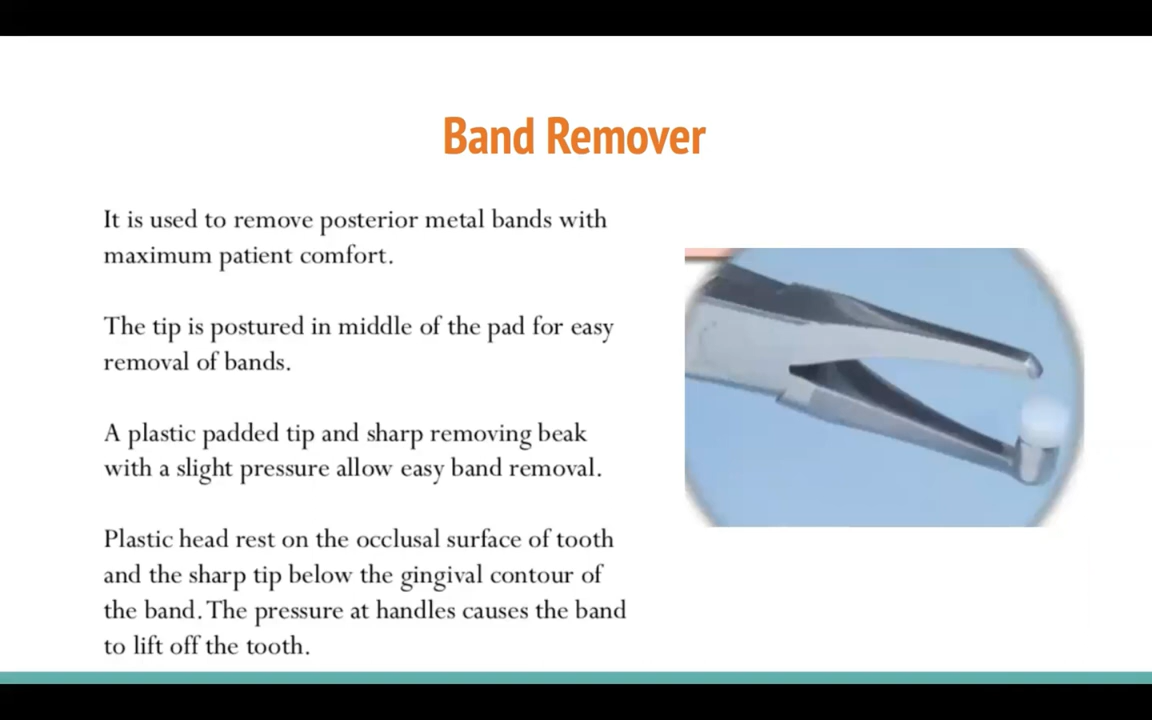 Band Remover
It is used to remove posterior metal bands with
maximum patient comfort.
The tip is postured in middle of the pad for easy
removal of bands.
A plastic padded tip and sharp removing beak
with a slight pressure allow easy band removal.
Plastic head rest on the occlusal surface of tooth
and the sharp tip below the gingival contour of
the band. The pressure at handles causes the band
to lift off the tooth.